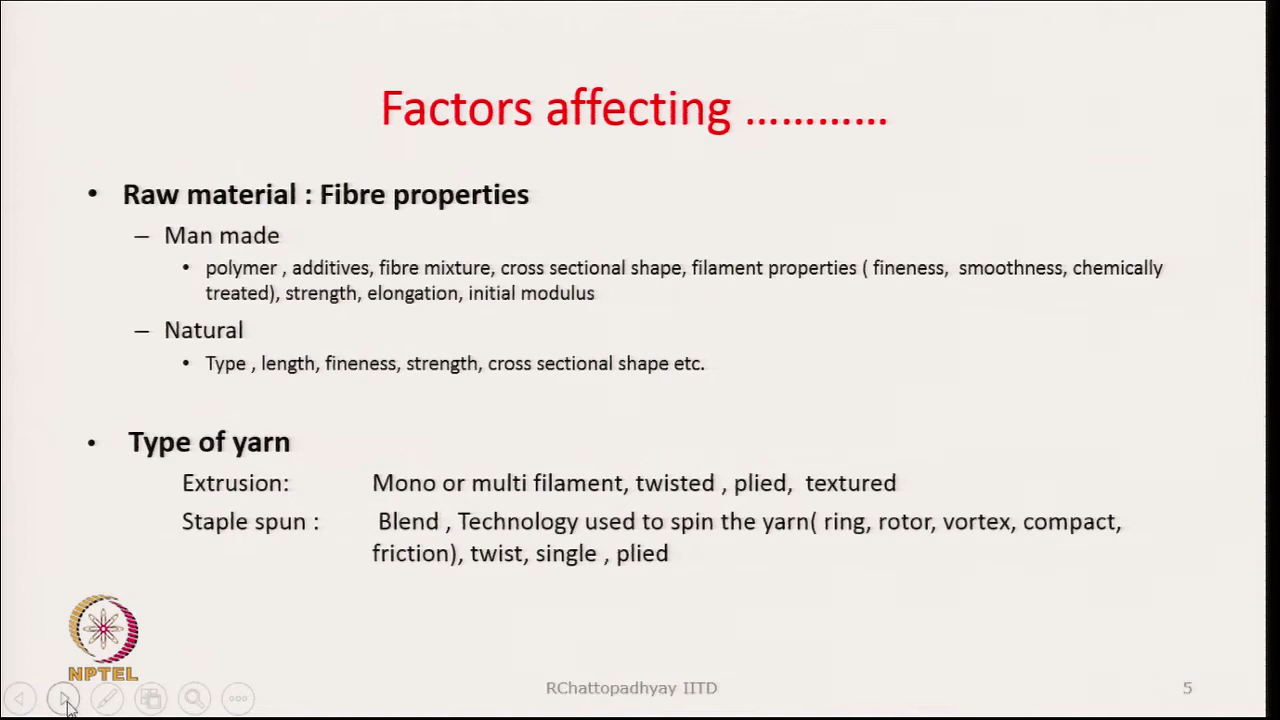 Factors affecting …………
• Raw material : Fibre properties
– Man made
• polymer , additives, fibre mixture, cross sectional shape, filament properties ( fineness, smoothness, chemically
treated), strength, elongation, initial modulus
– Natural
• Type , length, fineness, strength, cross sectional shape etc.
• Type of yarn
Extrusion: Mono or multi filament, twisted , plied, textured
Staple spun : Blend , Technology used to spin the yarn( ring, rotor, vortex, compact,
friction), twist, single , plied
NPTEL
RChattopadhyay IITD
5